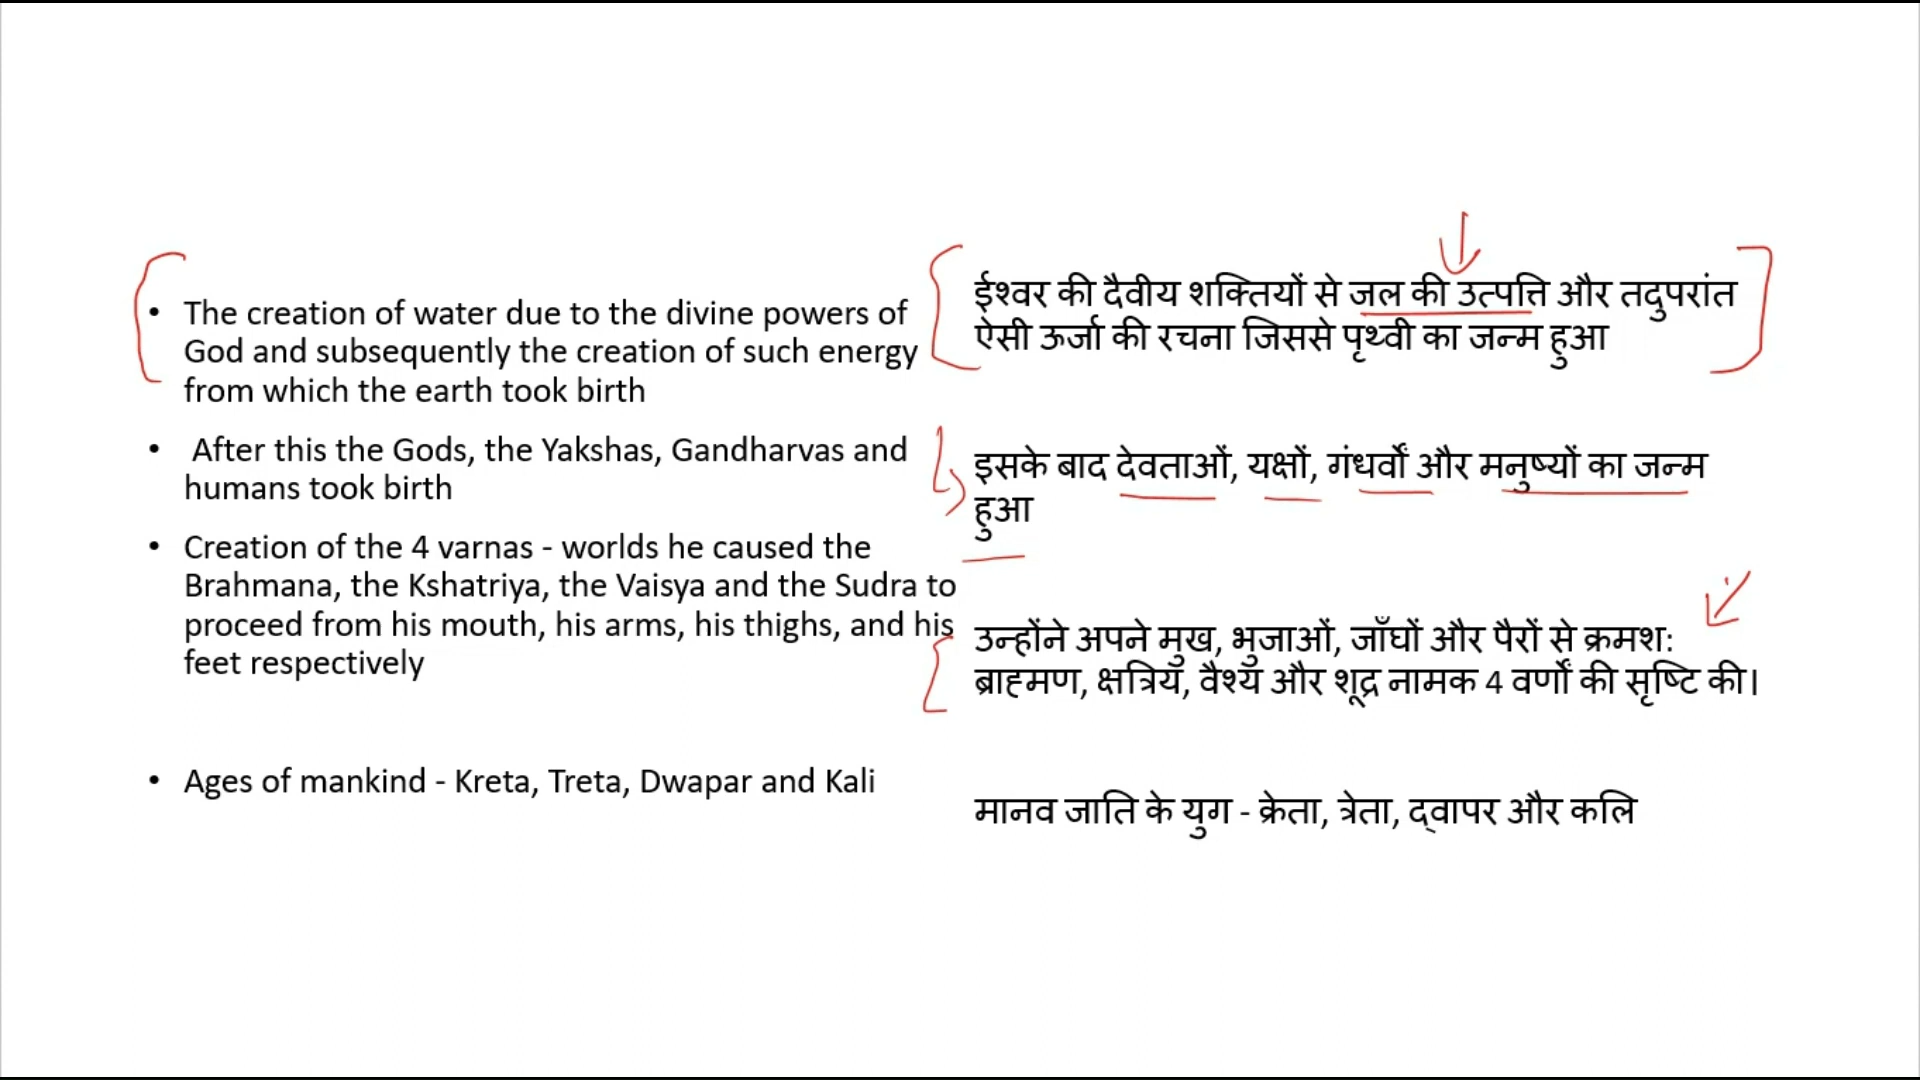 • The creation of water due to the divine powers of
God and subsequently the creation of such energy
from which the earth took birth
• After this the Gods, the Yakshas, Gandharvas and
humans took birth
• Creation of the 4 varnas - worlds he caused the
Brahmana, the Kshatriya, the Vaisya and the Sudra to
proceed from his mouth, his arms, his thighs, and his
feet respectively
• Ages of mankind - Kreta, Treta, Dwapar and Kali
ईश्वर की दैवीय शक्तियों से जल की उत्पत्ति और तदुपरांत
ऐसी ऊर्जा की रचना जिससे पृथ्वी का जन्म हुआ
इसके बाद देवताओं, यक्षों, गंधर्वों और मनुष्यों का जन्म
हुआ
उन्होंने अपने मुख, भुजाओं, जाँघों और पैरों से क्रमश:
ब्राह्मण, क्षत्रिय, वैश्य और शूद्र नामक 4 वर्णों की सृष्टि की।
मानव जाति के युग - क्रेता, त्रेता, द्वापर और कलि